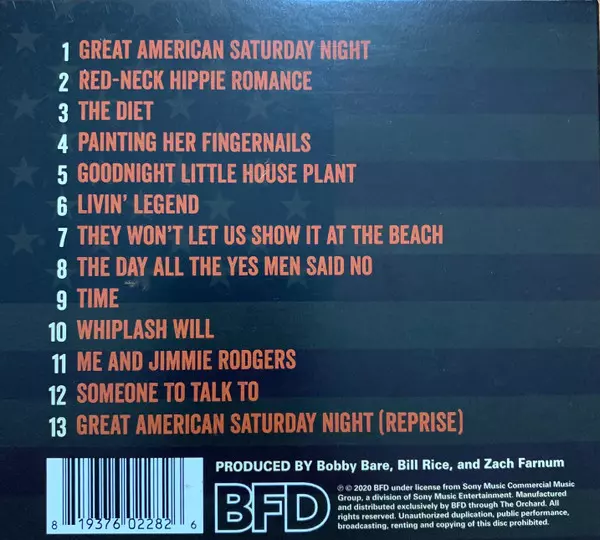 1 GREAT AMERICAN SATURDAY NIGHT
2 RED-NECK HIPPIE ROMANCE
3 THE DIET
4 PAINTING HER FINGERNAILS
5 GOODNIGHT LITTLE HOUSE PLANT
6 LIVIN' LEGEND
7 THEY WON'T LET US SHOW IT AT THE BEACH
8 THE DAY ALL THE YES MEN SAID NO
9 TIME
10 WHIPLASH WILL
11 ME AND JIMMIE RODGERS
12 SOMEONE TO TALK TO
13 GREAT AMERICAN SATURDAY NIGHT (REPRISE)
PRODUCED BY Bobby Bare, Bill Rice, and Zach Farnum
BFD
℗ © 2020 BFD under license from Sony Music Commercial Music
Group, a division of Sony Music Entertainment. Manufactured
and distributed exclusively by BFD through The Orchard. All
rights reserved. Unauthorized duplication, public performance,
broadcasting, renting and copying of this disc prohibited.
8 19376 02282 6